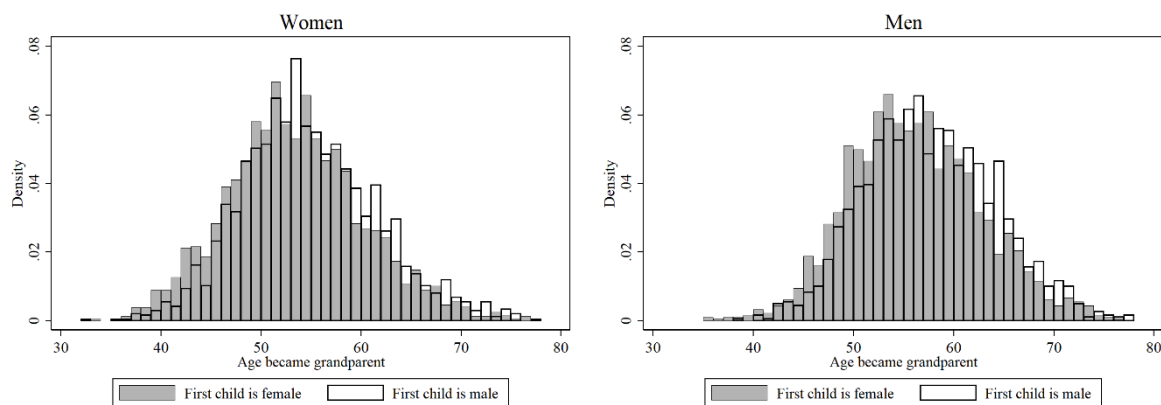 Women
Density
.08
.06
.04
.02
0
30 40 50 60 70 80
Age became grandparent
First child is female First child is male
Men
Density
.08
.06
.04
.02
0
30 40 50 60 70 80
Age became grandparent
First child is female First child is male